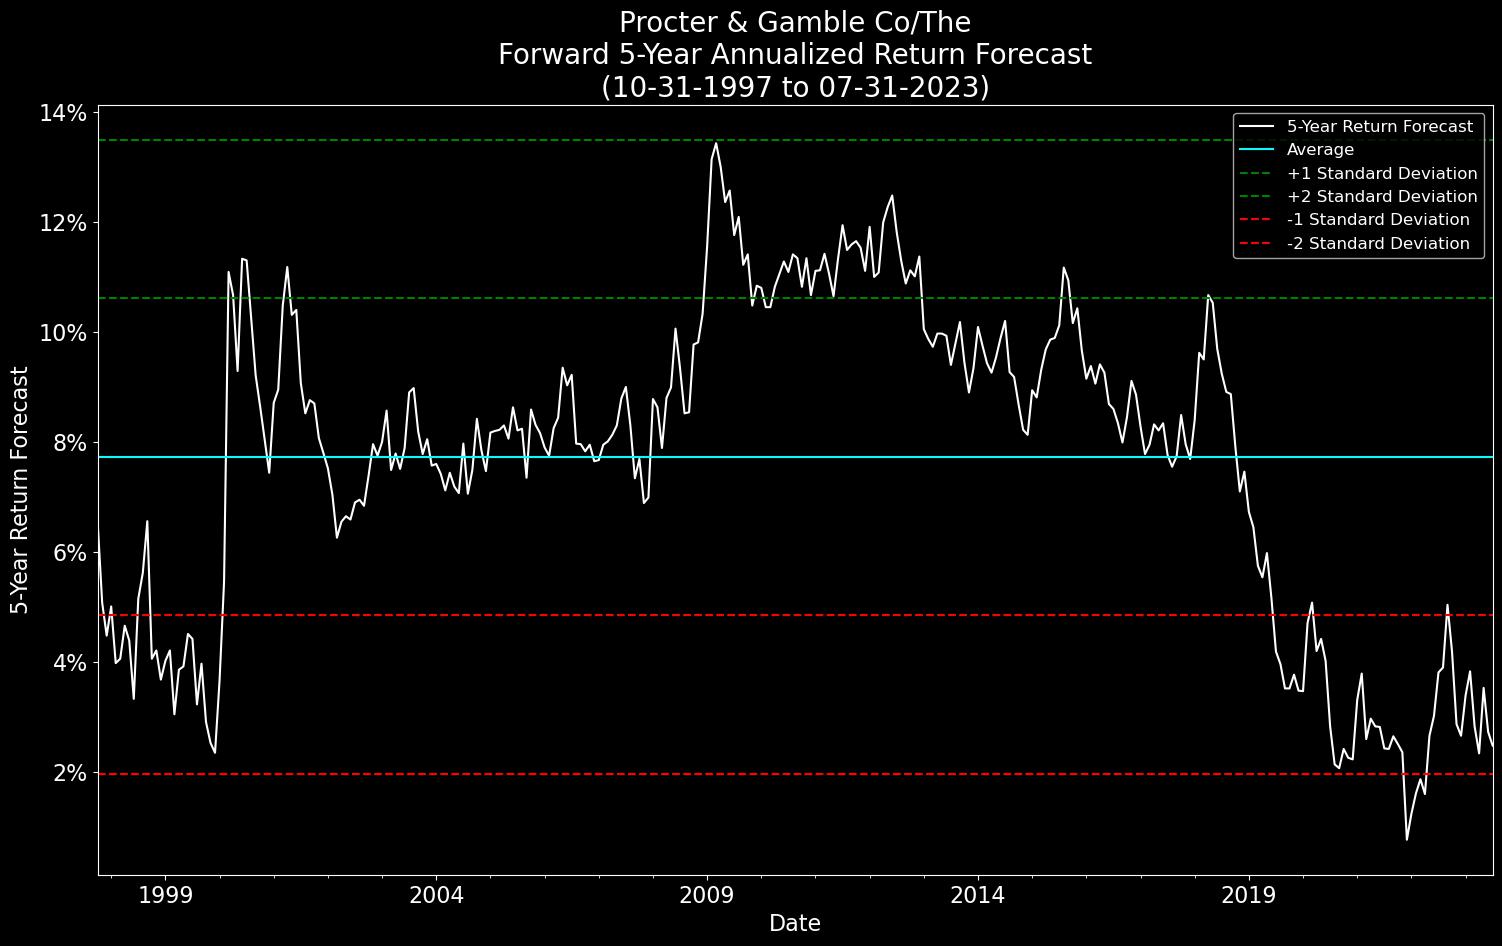 Procter & Gamble Co/The
Forward 5-Year Annualized Return Forecast
(10-31-1997 to 07-31-2023)
14%
12%
10%
8%
6%
4%
2%
5-Year Return Forecast
5-Year Return Forecast
Average
+1 Standard Deviation
+2 Standard Deviation
-1 Standard Deviation
-2 Standard Deviation
1999
2004
2009
2014
2019
Date